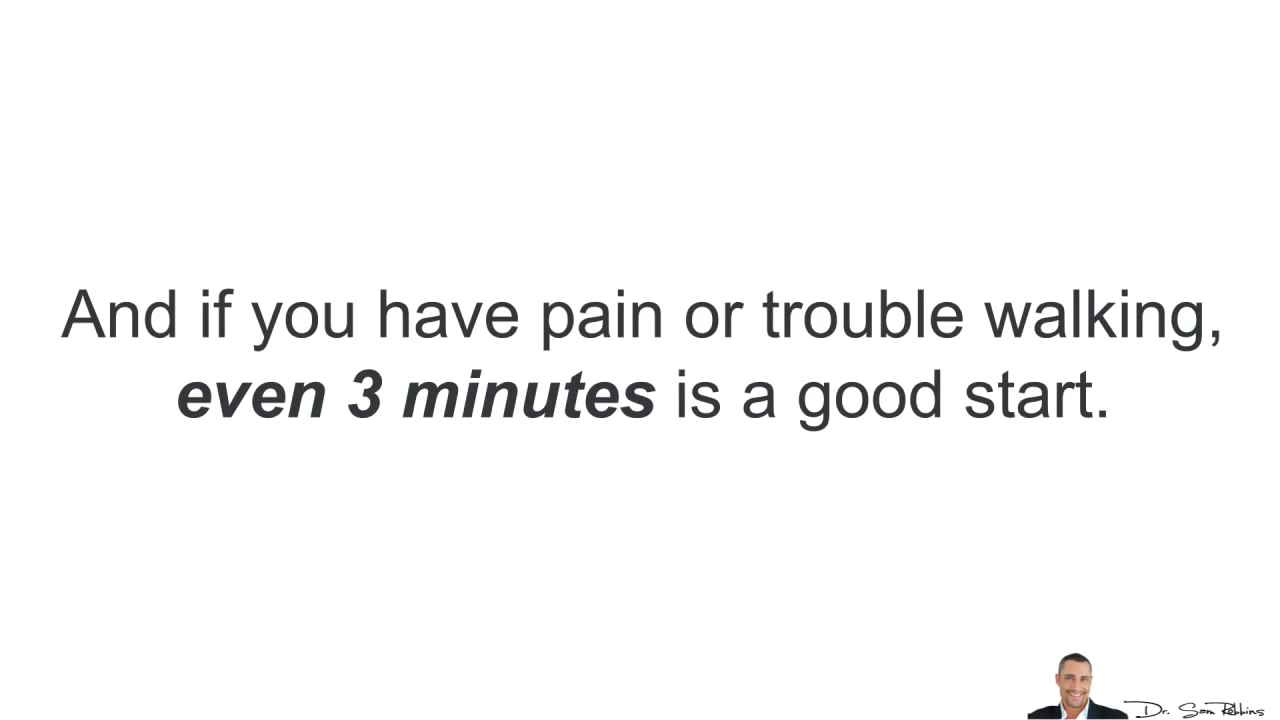 And if you have pain or trouble walking,
even 3 minutes is a good start.
Dr. Sam Robbins